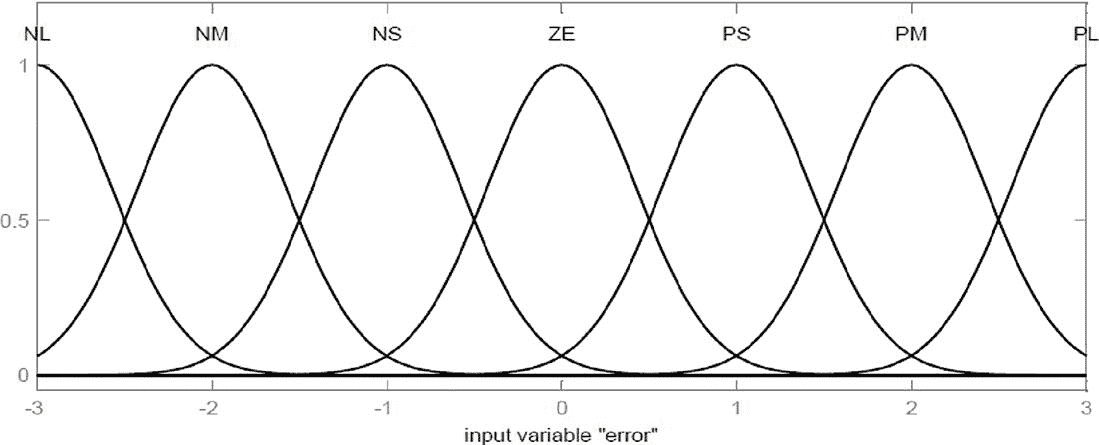 NL NM NS ZE PS PM PL
1
0.5
0
-3 -2 -1 0 1 2 3
input variable "error"